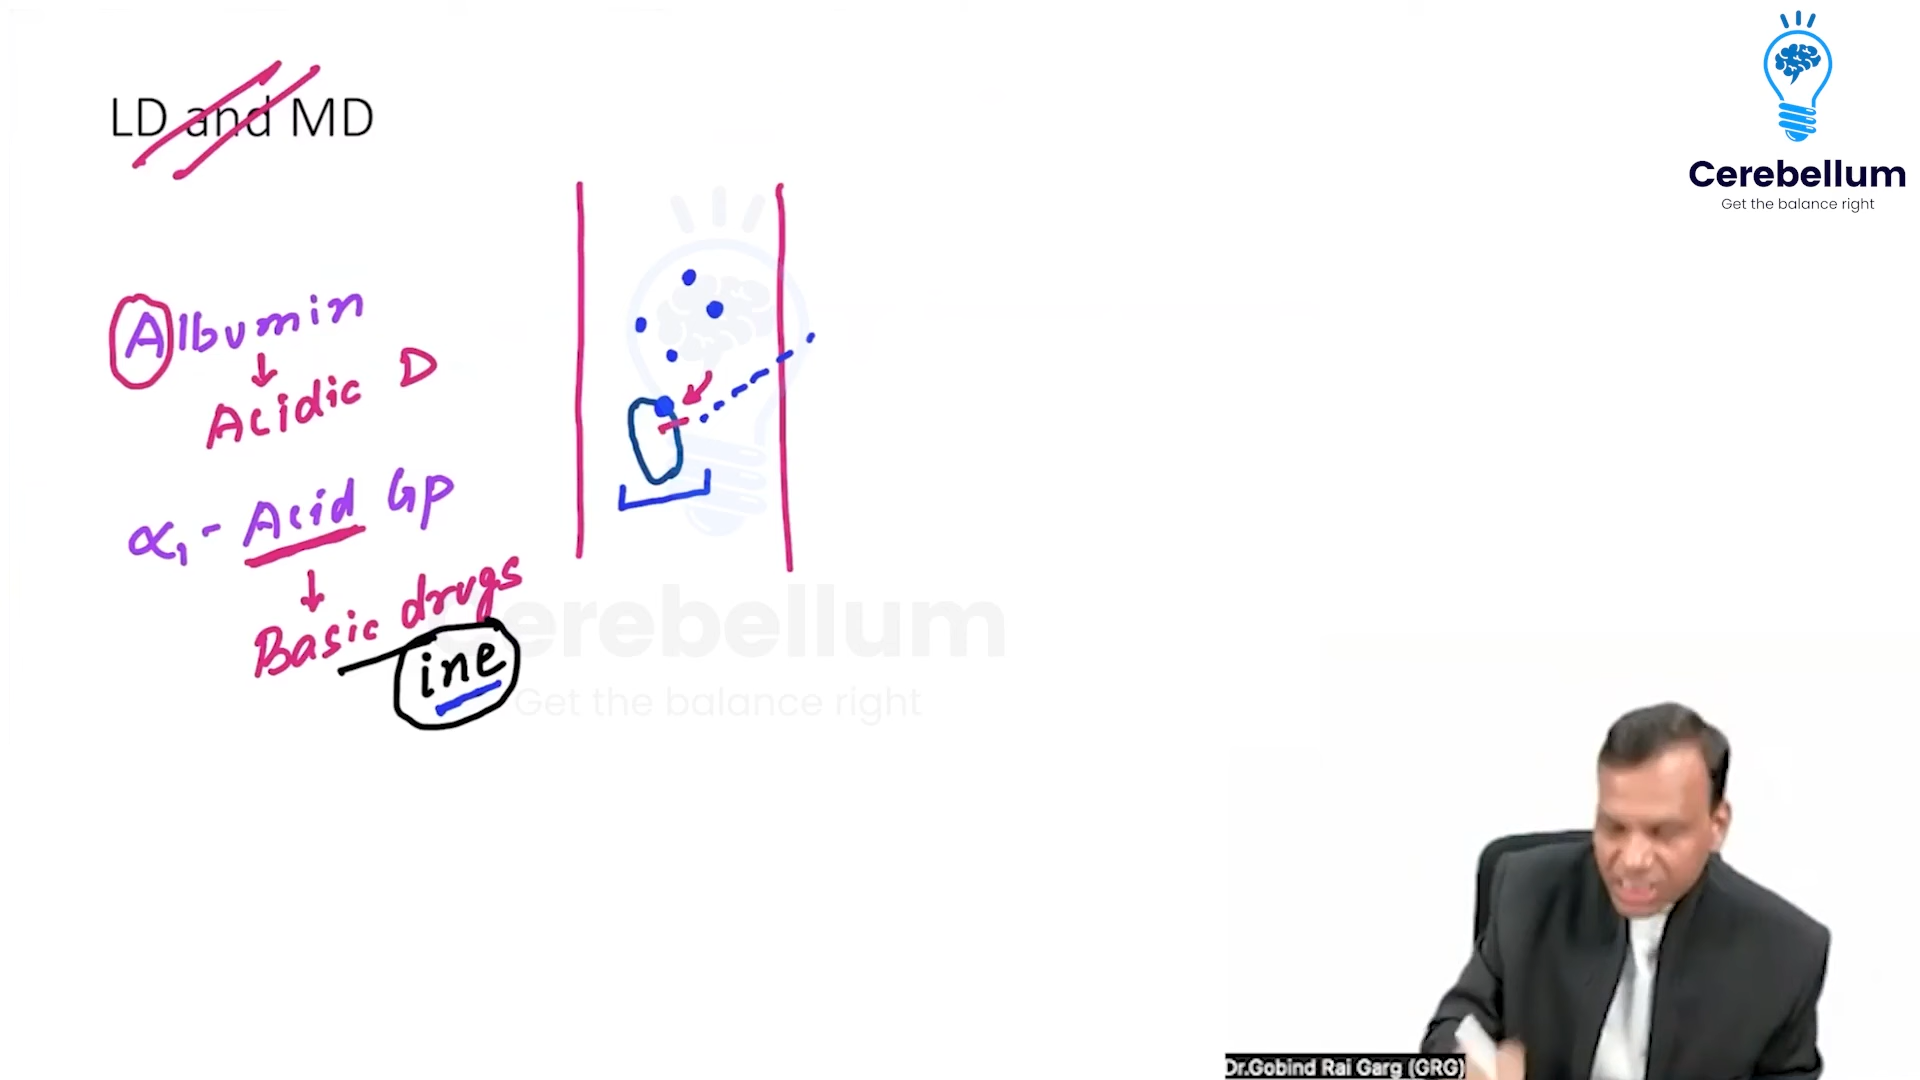 LD and MD
Cerebellum
Get the balance right
Albumin
↓
Acidic D
α₁- Acid Gp
↓
Basic drugs
ine
Cerebellum
Get the balance right
Dr.Gobind Rai Garg (GRG)